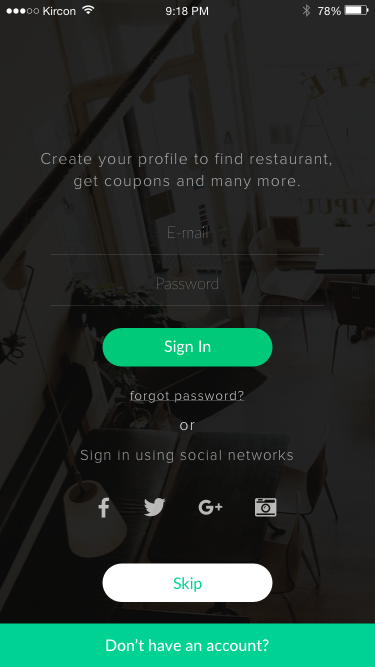 Kircon 9:18 PM 78%
Create your profile to find restaurant,
get coupons and many more.
E-mail
Password
Sign In
forgot password?
or
Sign in using social networks
f G+
Skip
Don't have an account?